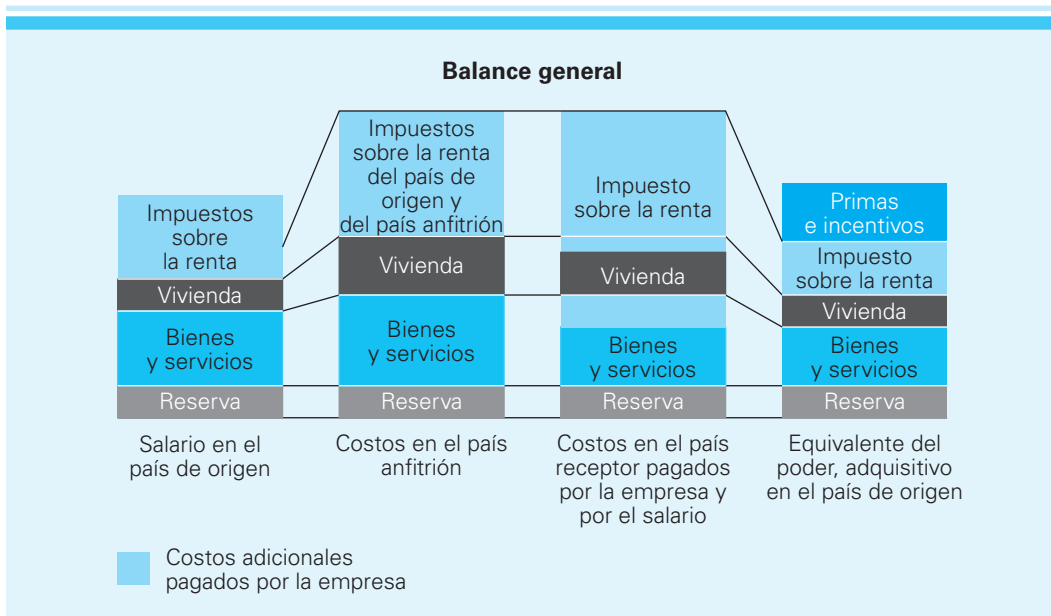 Balance general
Impuestos
sobre
la renta
Vivienda
Bienes
y servicios
Reserva
Salario en el
país de origen
Impuestos
sobre la renta
del país de
origen y
del país anfitrión
Vivienda
Bienes
y servicios
Reserva
Costos en el país
anfitrión
Impuesto
sobre la renta
Vivienda
Bienes
y servicios
Reserva
Costos en el país
receptor pagados
por la empresa y
por el salario
Primas
e incentivos
Impuesto
sobre la renta
Vivienda
Bienes
y servicios
Reserva
Equivalente del
poder, adquisitivo
en el país de origen
Costos adicionales
pagados por la empresa